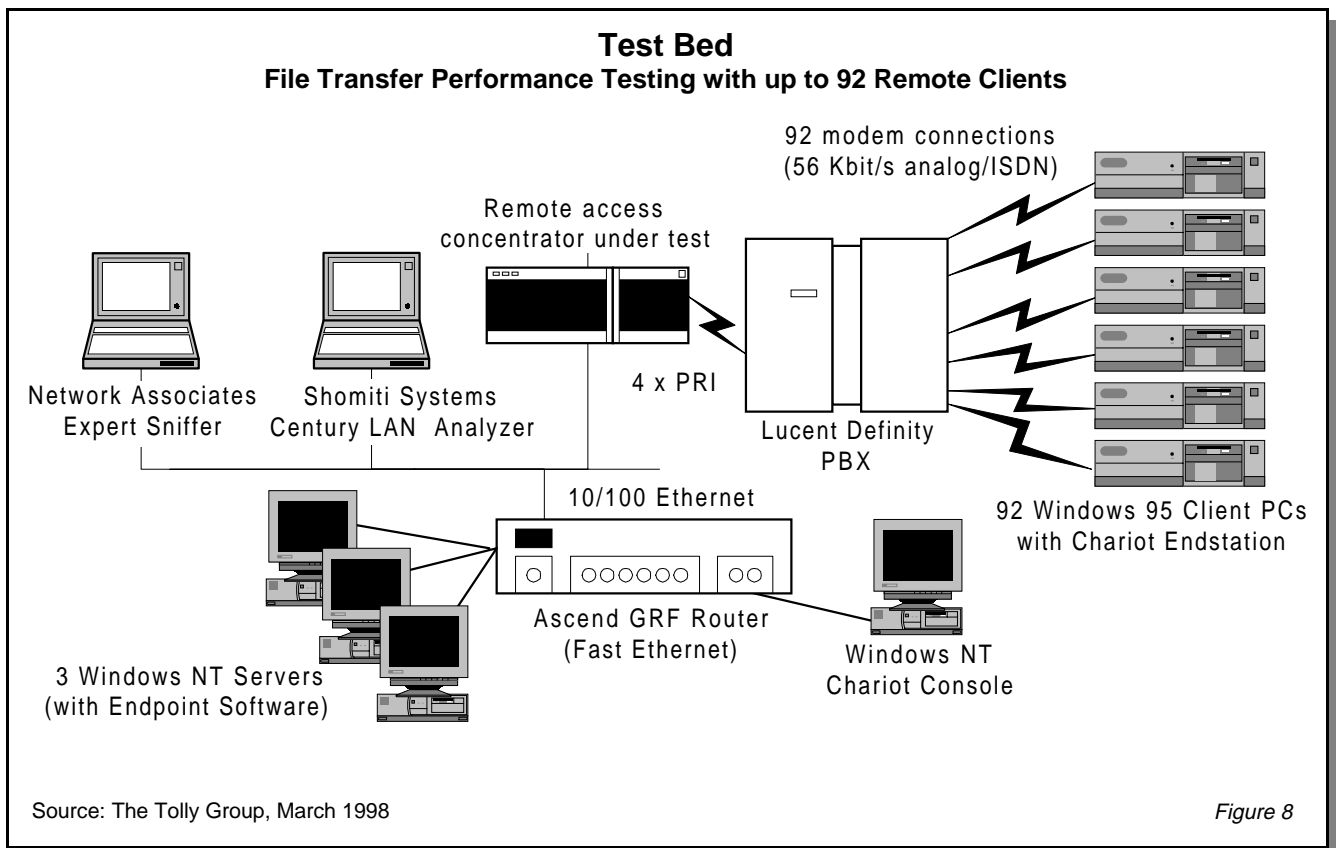 Test Bed
File Transfer Performance Testing with up to 92 Remote Clients
92 modem connections
(56 Kbit/s analog/ISDN)
Remote access
concentrator under test
4 x PRI
Network Associates
Expert Sniffer
Shomiti Systems
Century LAN Analyzer
Lucent Definity
PBX
10/100 Ethernet
92 Windows 95 Client PCs
with Chariot Endstation
Ascend GRF Router
(Fast Ethernet)
Windows NT
Chariot Console
3 Windows NT Servers
(with Endpoint Software)
Source: The Tolly Group, March 1998
Figure 8